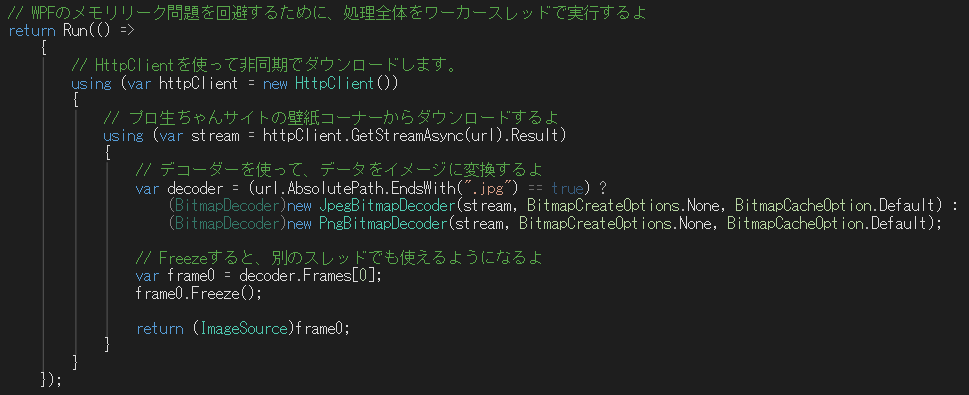 // WPFのメモリリーク問題を回避するために、処理全体をワーカースレッドで実行するよ
return Run(() =>
{
// HttpClientを使って非同期でダウンロードします。
using (var httpClient = new HttpClient())
{
// プロ生ちゃんサイトの壁紙コーナーからダウンロードするよ
using (var stream = httpClient.GetStreamAsync(url).Result)
{
// デコーダーを使って、データをイメージに変換するよ
var decoder = (url.AbsolutePath.EndsWith(".jpg") == true) ?
(BitmapDecoder)new JpegBitmapDecoder(stream, BitmapCreateOptions.None, BitmapCacheOption.Default) :
(BitmapDecoder)new PngBitmapDecoder(stream, BitmapCreateOptions.None, BitmapCacheOption.Default);
// Freezeすると、別のスレッドでも使えるようになるよ
var frame0 = decoder.Frames[0];
frame0.Freeze();
return (ImageSource)frame0;
}
}
});